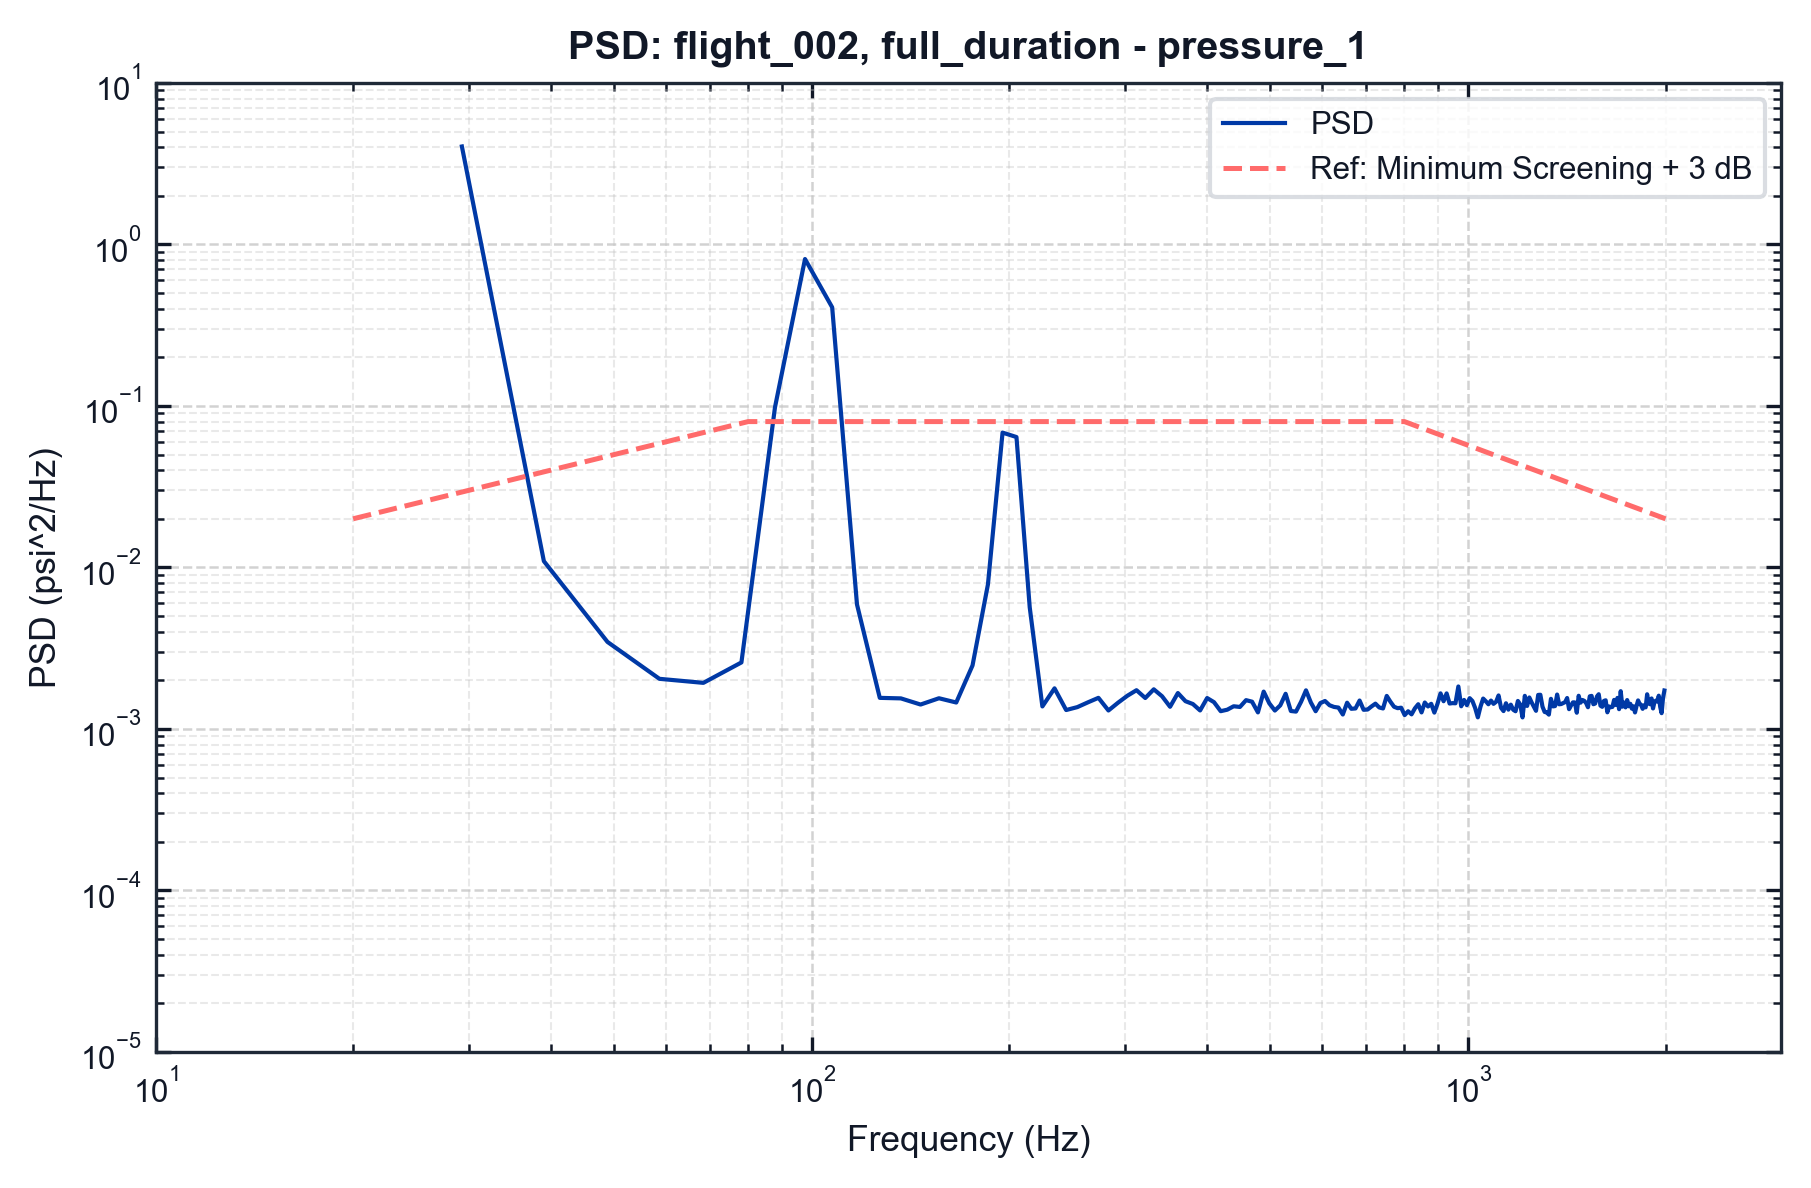 PSD: flight_002, full_duration - pressure_1
PSD
Ref: Minimum Screening + 3 dB
PSD (psi^2/Hz)
10^1
10^0
10^−1
10^−2
10^−3
10^−4
10^−5
10^1
10^2
10^3
Frequency (Hz)